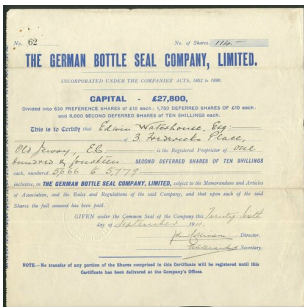 No. 62 No. of Shares 114.
THE GERMAN BOTTLE SEAL COMPANY, LIMITED.
INCORPORATED UNDER THE COMPANIES' ACTS, 1862 to 1890.
CAPITAL - £27,800,
Divided into 630 PREFERENCE SHARES of £10 each; 1,750 DEFERRED SHARES OF £10 each;
and 8,000 SECOND DEFERRED SHARES OF TEN SHILLINGS.
This is to Certify that Edwin Waterhouse, Esq
of 3 Frederick's Place,
Old Jewry, E.C. is the Registered Proprietor of One
hundred & fourteen SECOND DEFERRED SHARES OF TEN SHILLINGS
each, numbered 5666 to 5779
inclusive, in THE GERMAN BOTTLE SEAL COMPANY, LIMITED, subject to the Memorandum and Articles
of Association, and the Rules and Regulations of the said Company, and that upon each of the said
Shares the full amount has been paid.
GIVEN under the Common Seal of the Company this
day of September
Director.
Secretary.
NOTE.—No transfer of any portion of the Shares comprised in this Certificate will be registered until this
Certificate has been delivered at the Company's Offices.